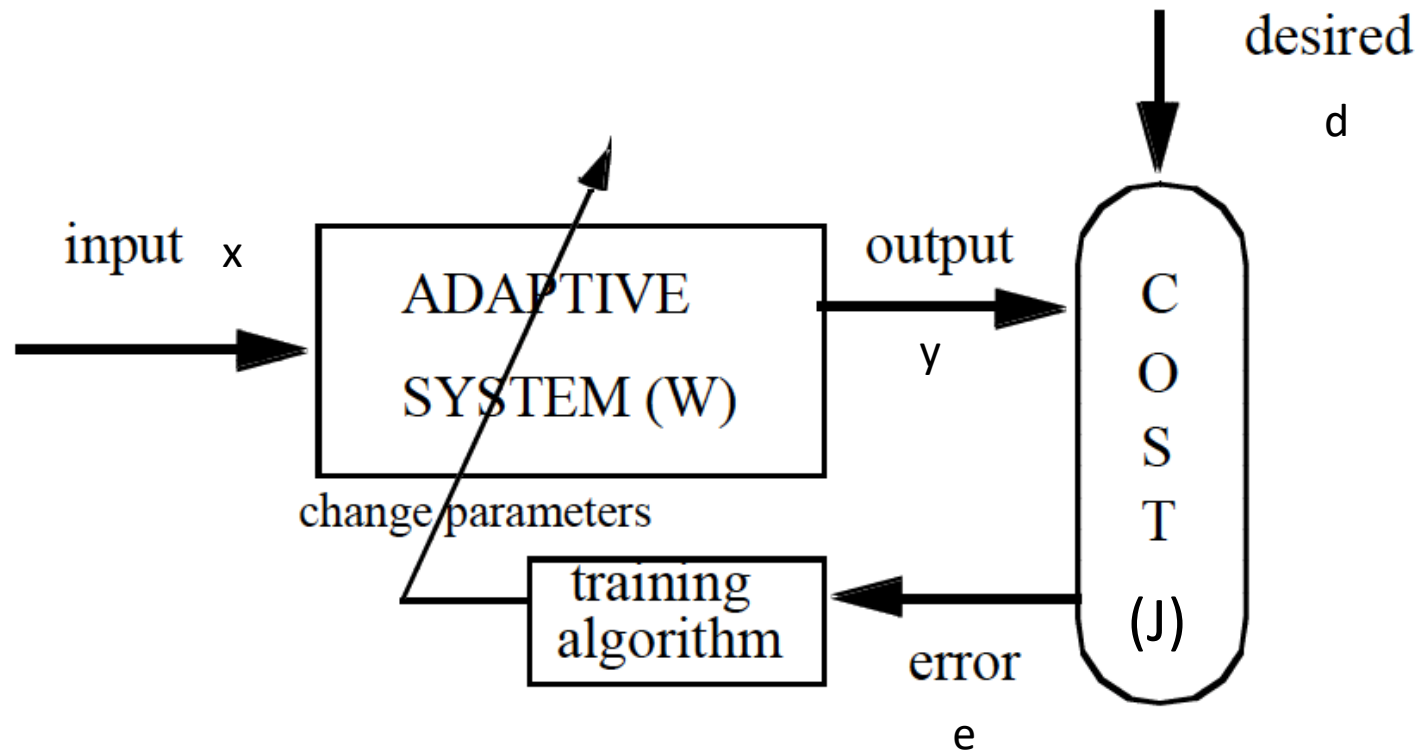 desired
d
input x
output
ADAPTIVE
SYSTEM (W)
y
C
O
S
T
(J)
change parameters
training
algorithm
error
e